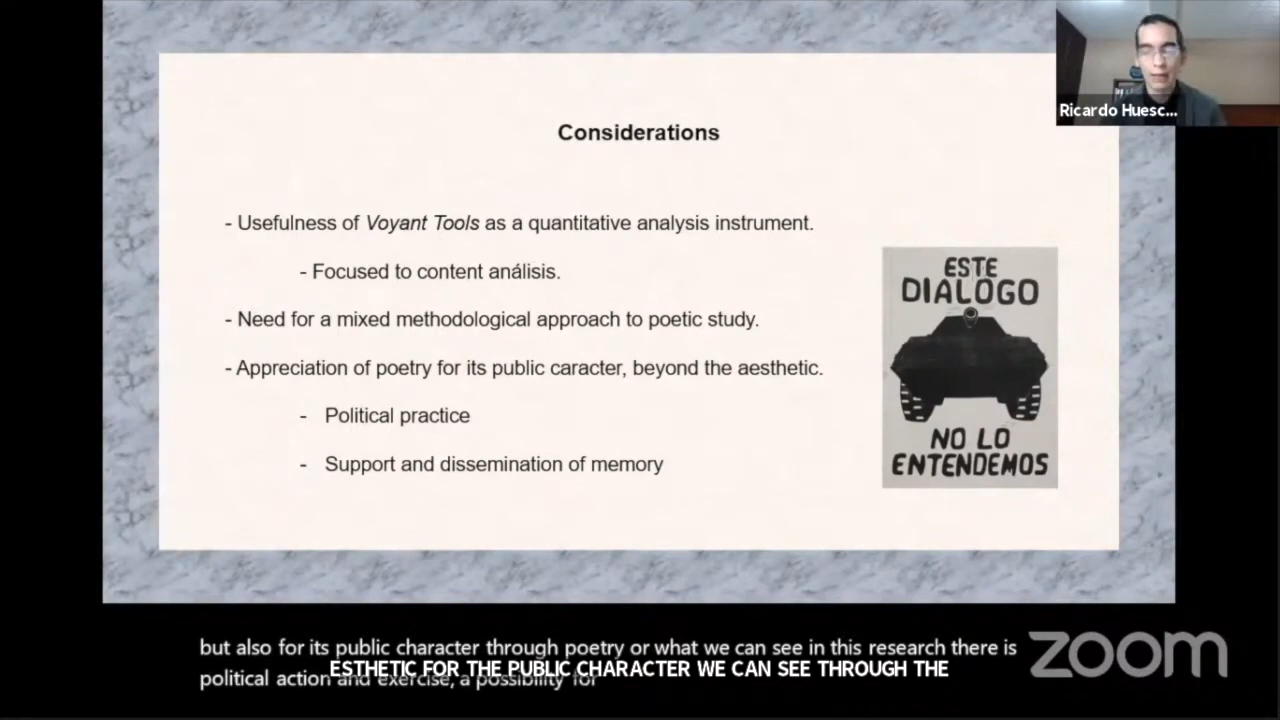 Ricardo Huesc...
Considerations
- Usefulness of Voyant Tools as a quantitative analysis instrument.
- Focused to content análisis.
- Need for a mixed methodological approach to poetic study.
- Appreciation of poetry for its public caracter, beyond the aesthetic.
- Political practice
- Support and dissemination of memory
ESTE
DIALOGO
NO LO
ENTENDEMOS
but also for its public character through poetry or what we can see in this research there is
political action and exercise, a possibility for
ESTHETIC FOR THE PUBLIC CHARACTER WE CAN SEE THROUGH THE
zoom